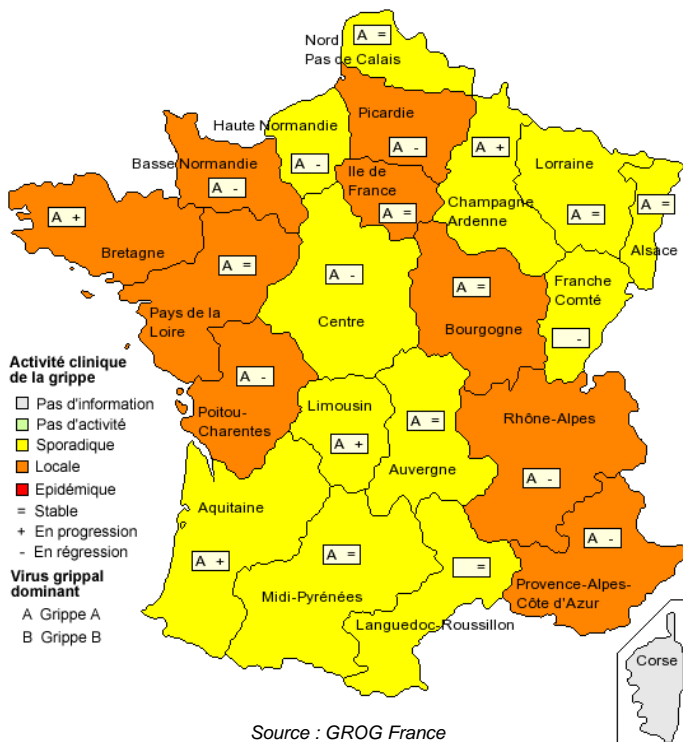 A =
Nord
Pas de Calais
Haute Normandie
A -
Picardie
A -
A +
Champagne
Ardenne
Lorraine
A =
A =
Alsace
Basse Normandie
A -
Ile de
France
A =
A +
Bretagne
A =
Pays de la
Loire
A -
Centre
A =
Bourgogne
Franche
Comté
-
A -
Poitou-
Charentes
Limousin
A +
A =
Auvergne
Rhône-Alpes
A -
Aquitaine
A +
A =
Midi-Pyrénées
=
Languedoc-Roussillon
A -
Provence-Alpes-
Côte d'Azur
Corse
Activité clinique
de la grippe
Pas d'information
Pas d'activité
Sporadique
Locale
Epidémique
= Stable
+ En progression
- En régression
Virus grippal
dominant
A Grippe A
B Grippe B
Source : GROG France